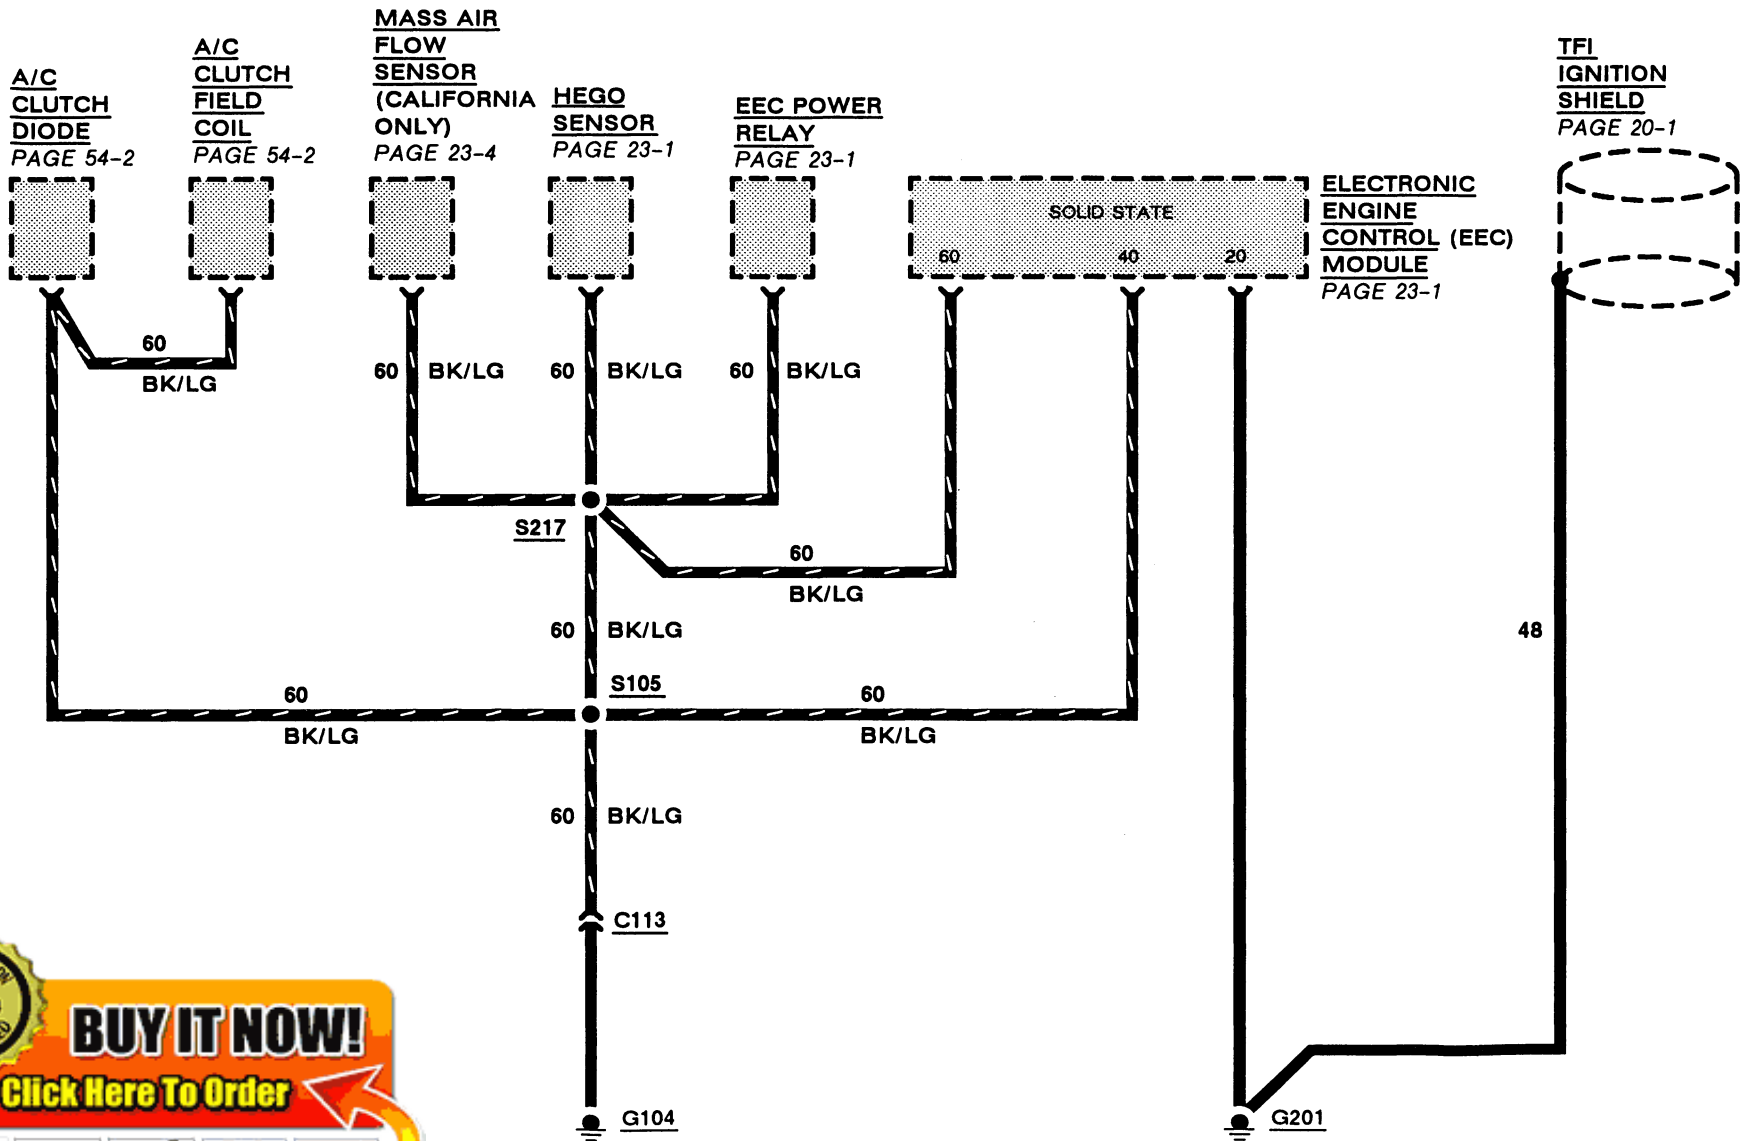 A/C
CLUTCH
DIODE
PAGE 54-2
A/C
CLUTCH
FIELD
COIL
PAGE 54-2
MASS AIR
FLOW
SENSOR
(CALIFORNIA
ONLY)
PAGE 23-4
HEGO
SENSOR
PAGE 23-1
EEC POWER
RELAY
PAGE 23-1
SOLID STATE
60 40 20
ELECTRONIC
ENGINE
CONTROL (EEC)
MODULE
PAGE 23-1
TFI
IGNITION
SHIELD
PAGE 20-1
60
BK/LG
60 BK/LG
60 BK/LG
60 BK/LG
S217
60
BK/LG
60 BK/LG
48
S105
60
BK/LG
60
BK/LG
60 BK/LG
C113
G104
G201
BUY IT NOW!
Click Here To Order